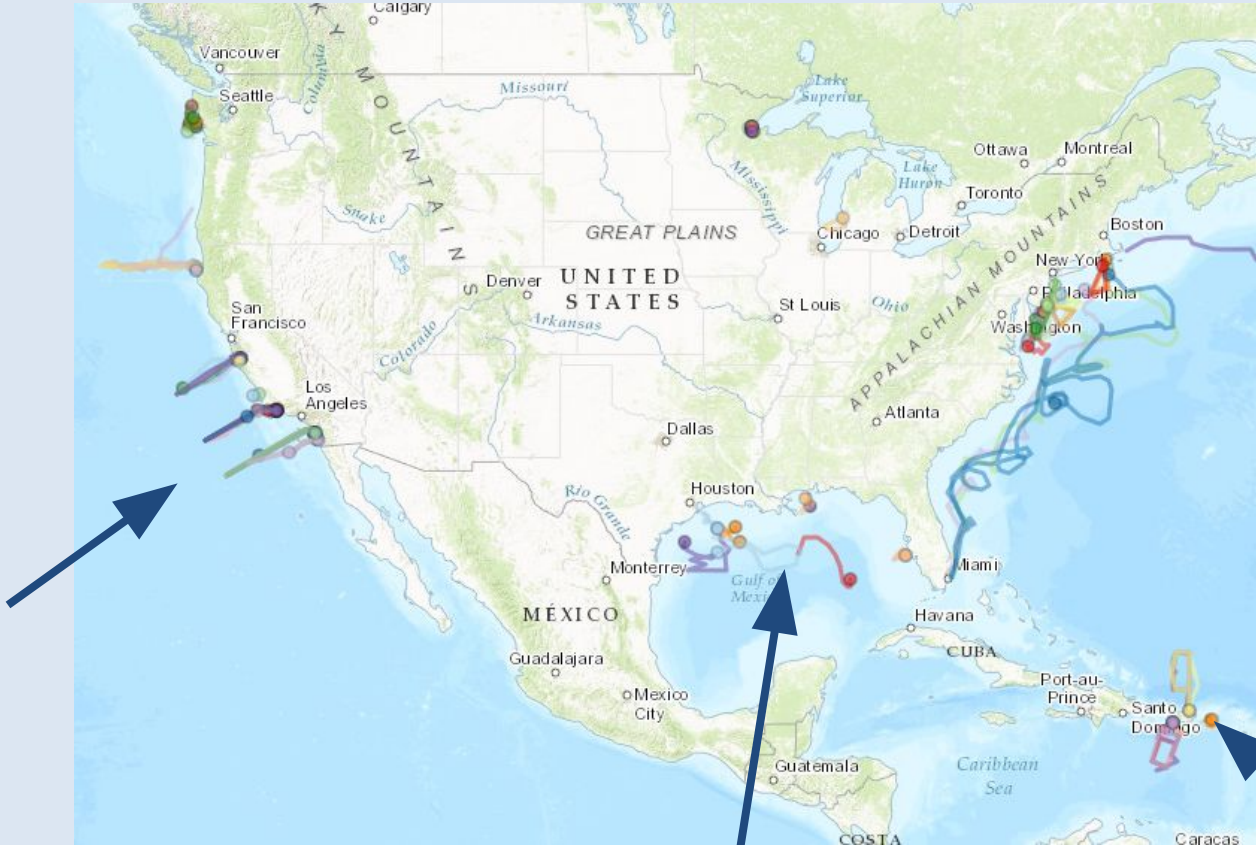 Calgary
KY MOUNTAINS
Vancouver
Columbia
Seattle
Missouri
Lake
Superior
Ottawa
Montreal
Mississippi
Lake
Huron
Toronto
Snake
GREAT PLAINS
Chicago
Detroit
APPALACHIAN MOUNTAINS
Boston
New York
Denver
UNITED
STATES
St Louis
Ohio
Philadelphia
Washington
San
Francisco
Colorado
Arkansas
Los
Angeles
Atlanta
Dallas
Houston
Río Grande
Monterrey
Gulf of
Mexico
Miami
MÉXICO
Havana
CUBA
Guadalajara
Port-au-
Prince
Mexico
City
Santo
Domingo
Guatemala
Caribbean
Sea
COSTA
Caracas